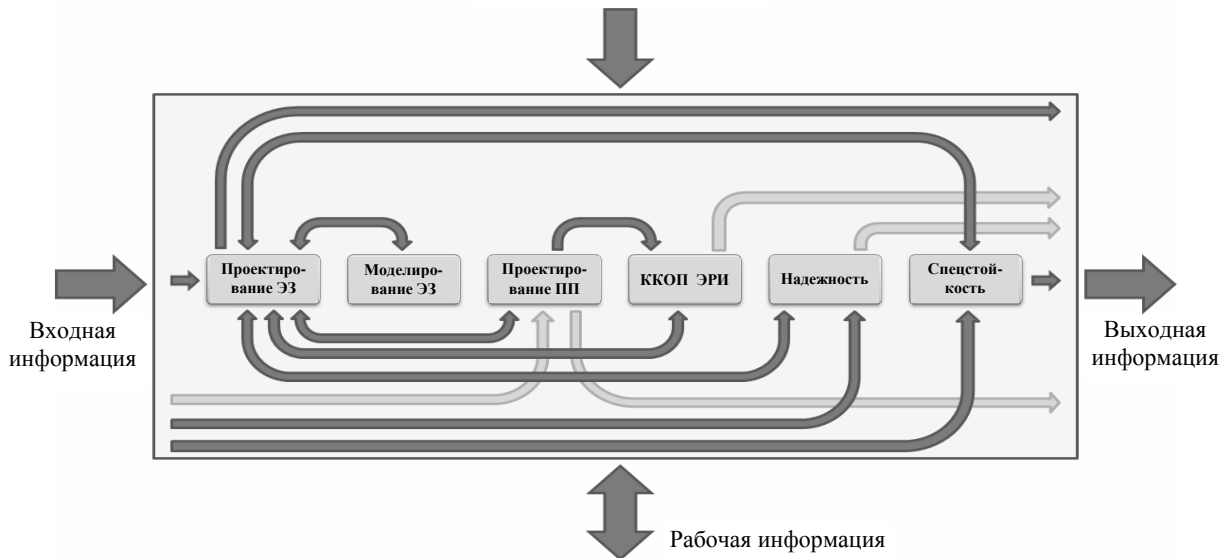 Проектиро-
вание ЭЗ
Моделиро-
вание ЭЗ
Проектиро-
вание ПП
ККОП ЭРИ
Надежность
Спецстой-
кость
Входная
информация
Выходная
информация
Рабочая информация